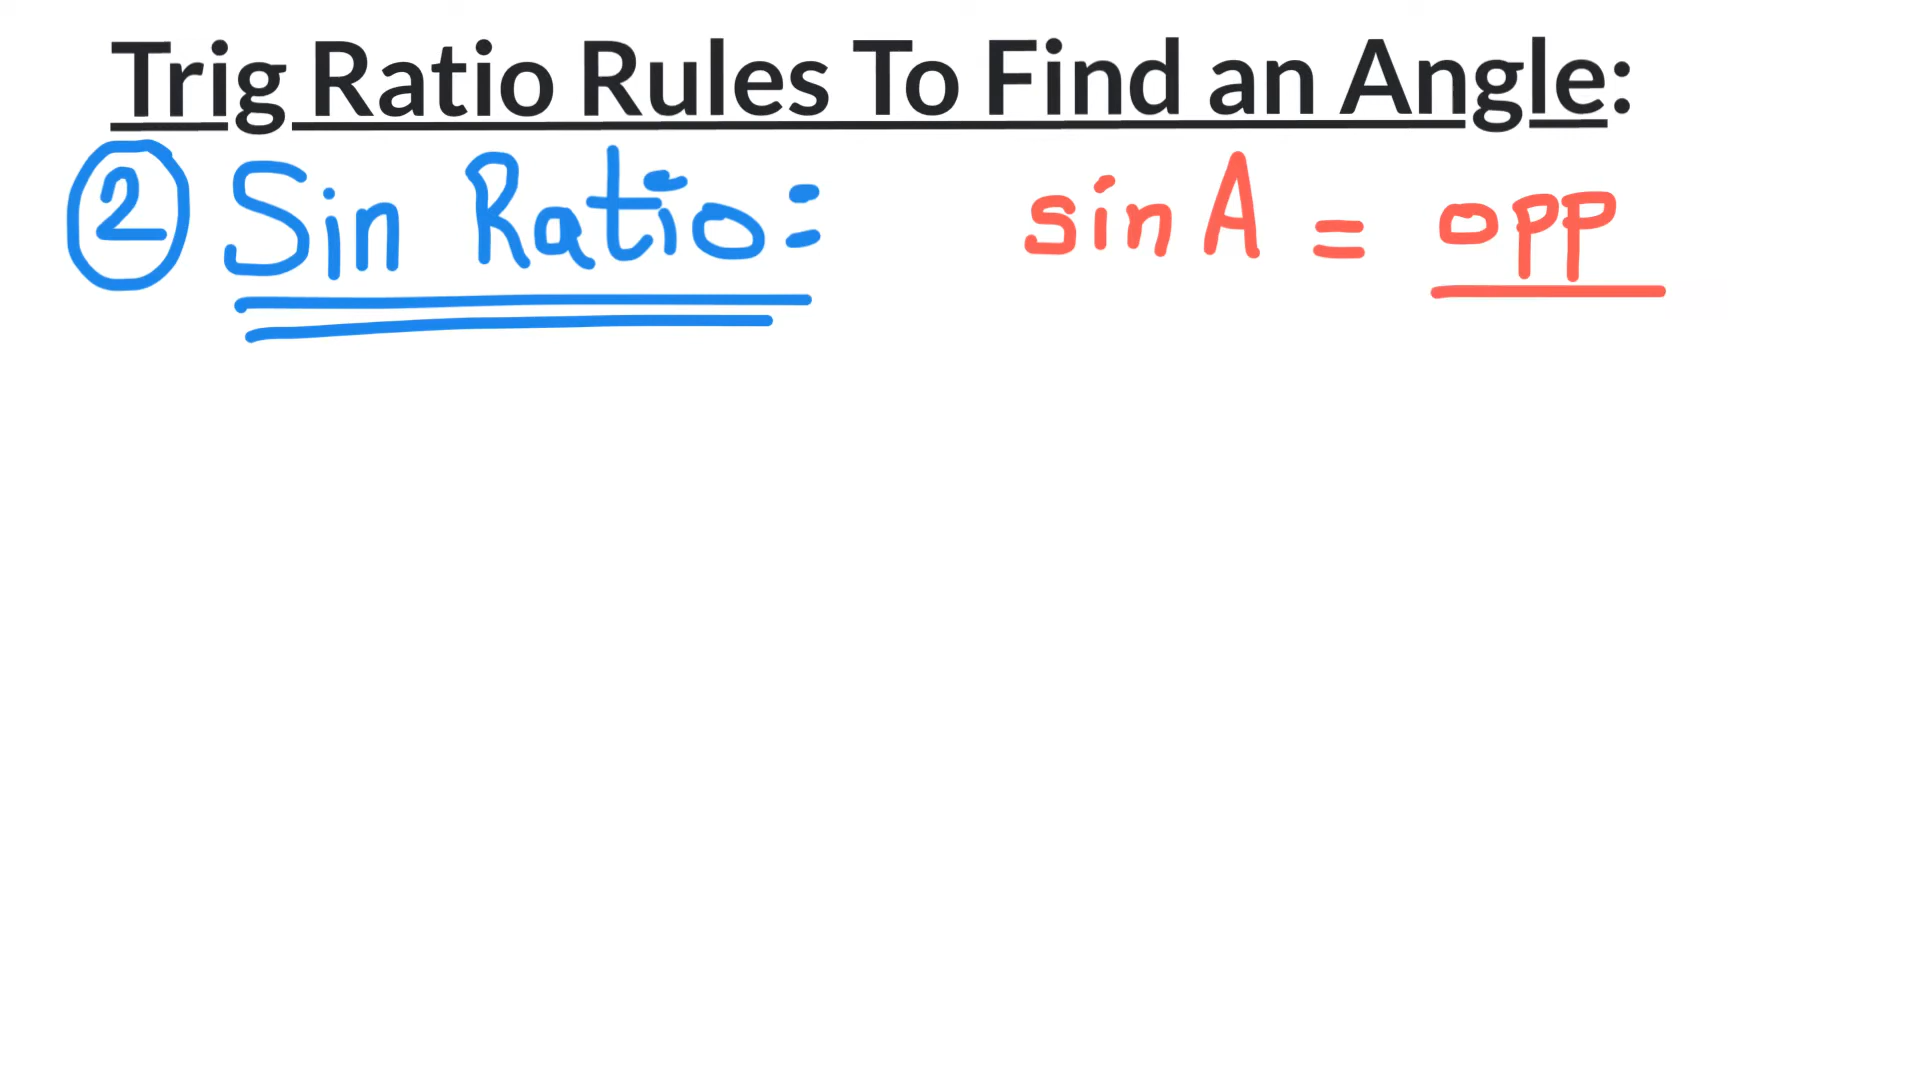 Trig Ratio Rules To Find an Angle:
2 Sin Ratio: sin A = opp